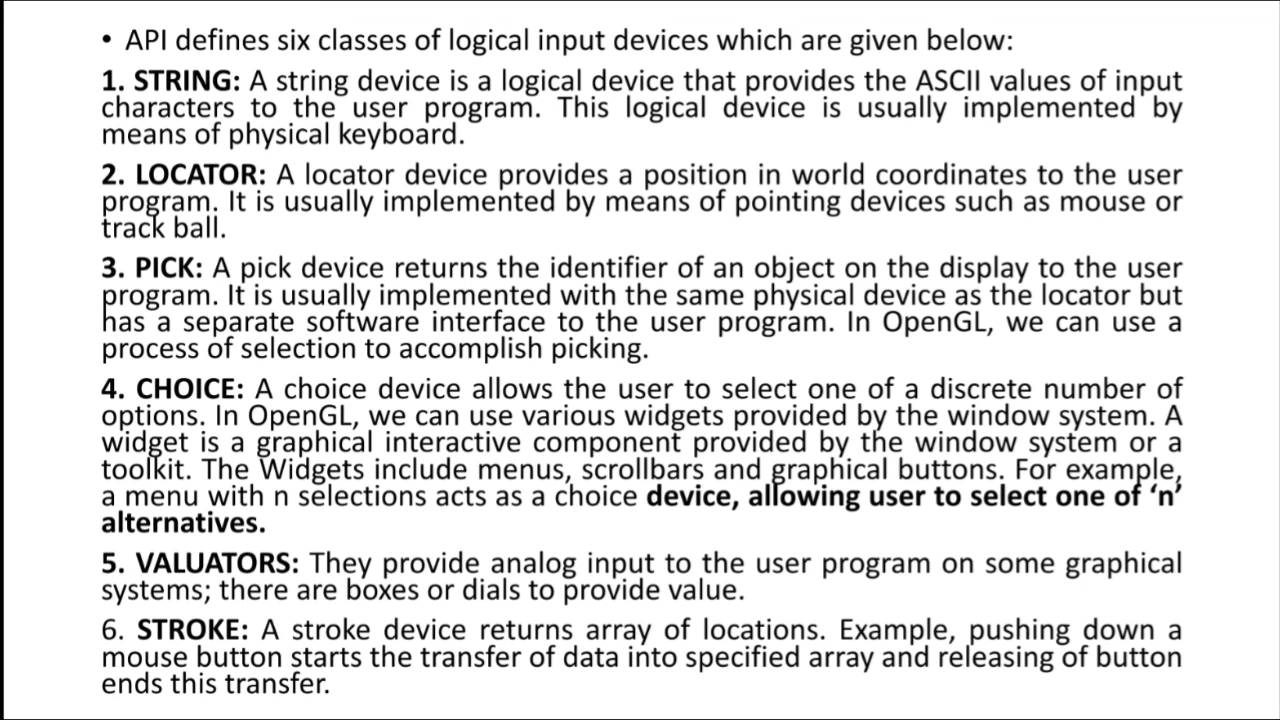 • API defines six classes of logical input devices which are given below:
1. STRING: A string device is a logical device that provides the ASCII values of input
characters to the user program. This logical device is usually implemented by
means of physical keyboard.
2. LOCATOR: A locator device provides a position in world coordinates to the user
program. It is usually implemented by means of pointing devices such as mouse or
track ball.
3. PICK: A pick device returns the identifier of an object on the display to the user
program. It is usually implemented with the same physical device as the locator but
has a separate software interface to the user program. In OpenGL, we can use a
process of selection to accomplish picking.
4. CHOICE: A choice device allows the user to select one of a discrete number of
options. In OpenGL, we can use various widgets provided by the window system. A
widget is a graphical interactive component provided by the window system or a
toolkit. The Widgets include menus, scrollbars and graphical buttons. For example,
a menu with n selections acts as a choice device, allowing user to select one of ‘n’
alternatives.
5. VALUATORS: They provide analog input to the user program on some graphical
systems; there are boxes or dials to provide value.
6. STROKE: A stroke device returns array of locations. Example, pushing down a
mouse button starts the transfer of data into specified array and releasing of button
ends this transfer.